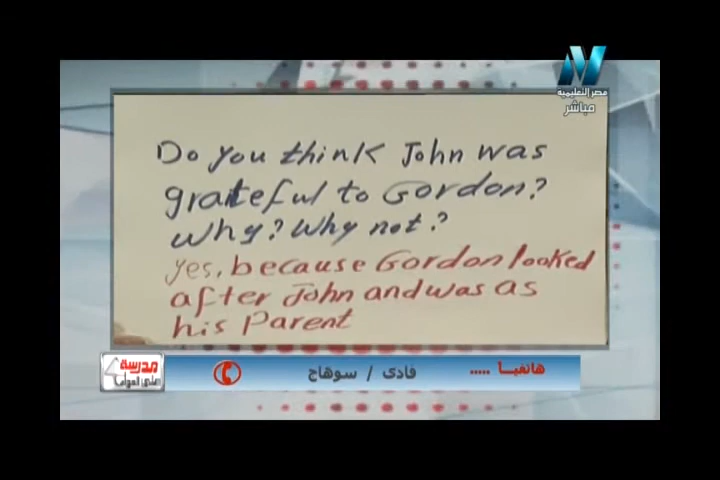 مصر التعليمية
مباشر
Do you think John was
grateful to Gordon?
why? Why not?
yes, because Gordon looked
after John and was as
his Parent
مدرسة
على الهواء
فادى / سوهاج
هاتفيـا .....